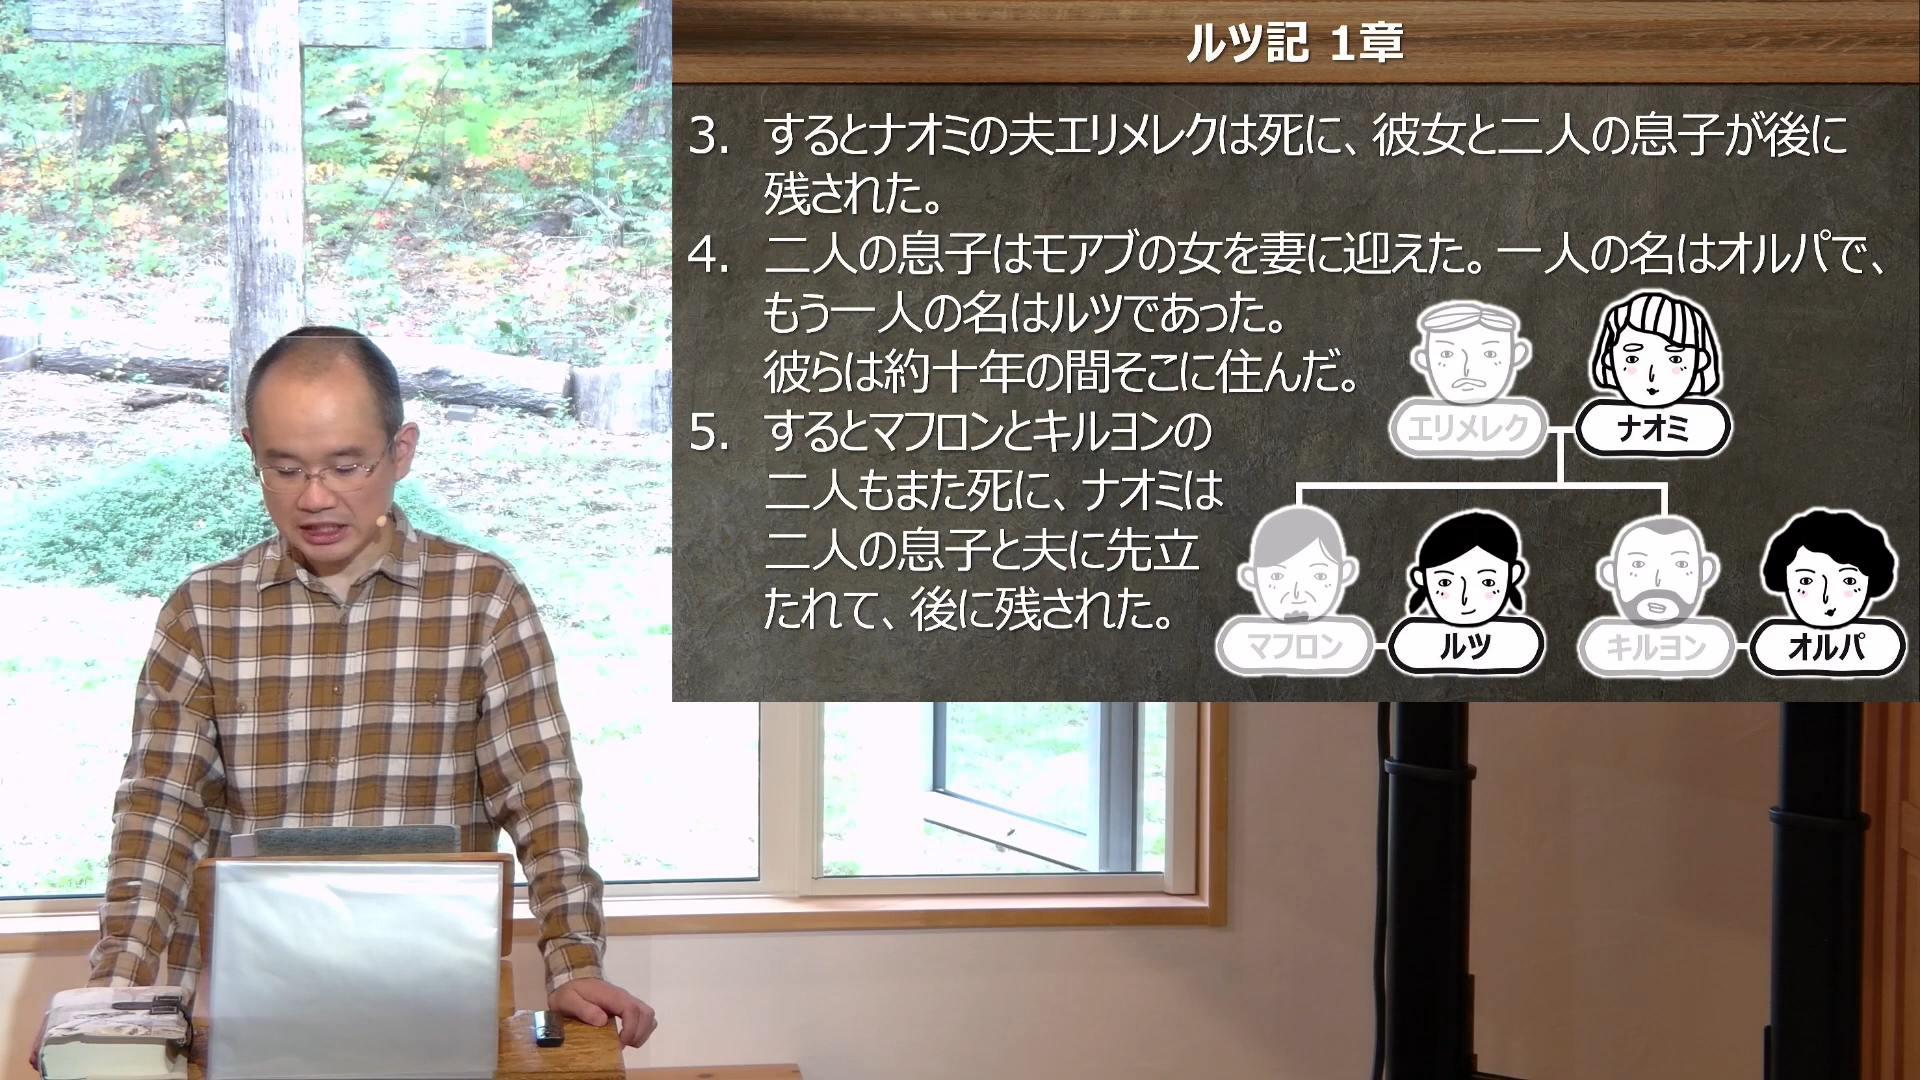 ルツ記 1章
3. するとナオミの夫エリメレクは死に、彼女と二人の息子が後に
残された。
4. 二人の息子はモアブの女を妻に迎えた。一人の名はオルパで、
もう一人の名はルツであった。
彼らは約十年の間そこに住んだ。
5. するとマフロンとキルヨンの
二人もまた死に、ナオミは
二人の息子と夫に先立
たれて、後に残された。
エリメレク
ナオミ
マフロン
ルツ
キルヨン
オルパ